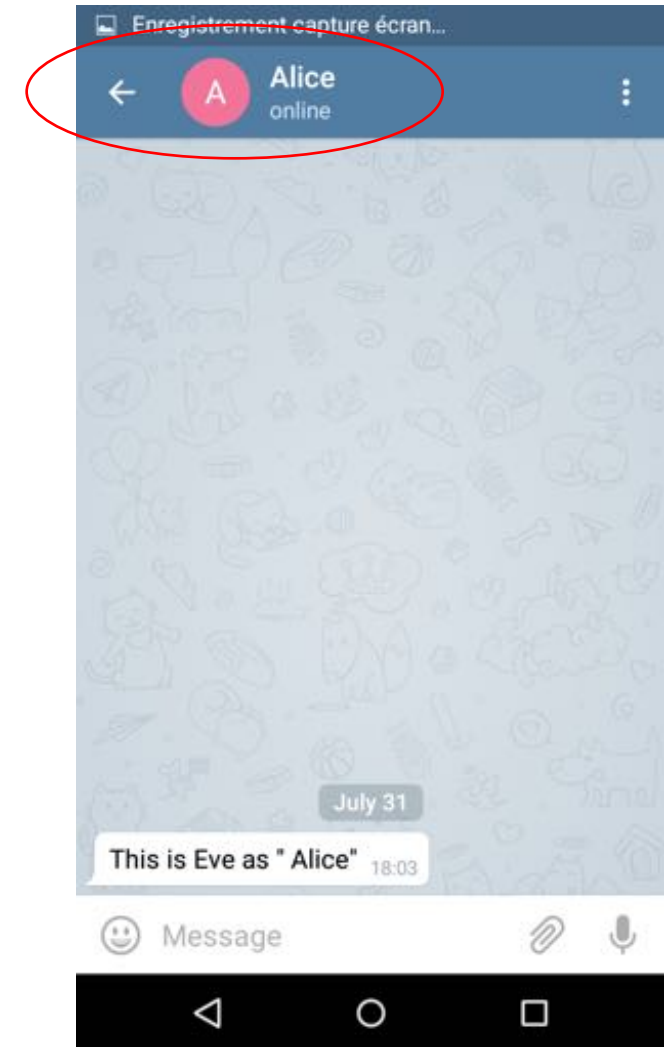 Enregistrement capture écran...
A
Alice
online
July 31
This is Eve as " Alice" 18:03
Message